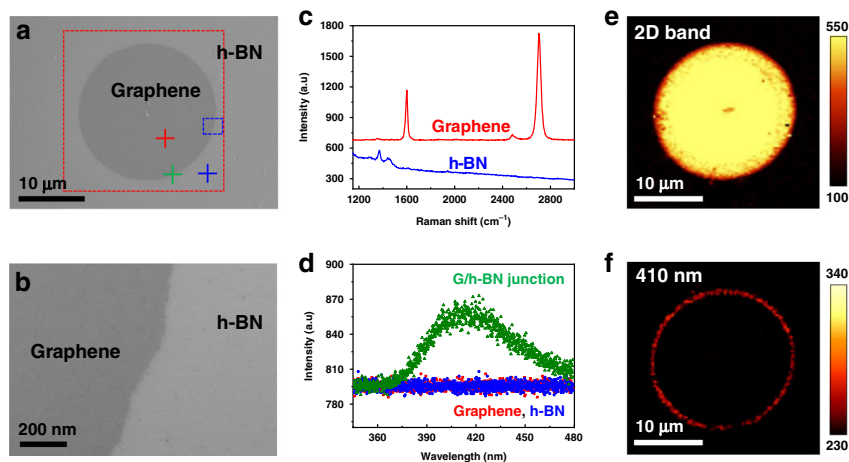 a
h-BN
Graphene
10 μm
b
h-BN
Graphene
200 nm
c
1800
1500
1200
900
600
300
Intensity (a.u)
Graphene
h-BN
1200
1600
2000
2400
2800
Raman shift (cm⁻¹)
d
900
870
840
810
780
Intensity (a.u)
G/h-BN junction
Graphene, h-BN
360
390
420
450
480
Wavelength (nm)
e
2D band
10 μm
550
100
f
410 nm
10 μm
340
230